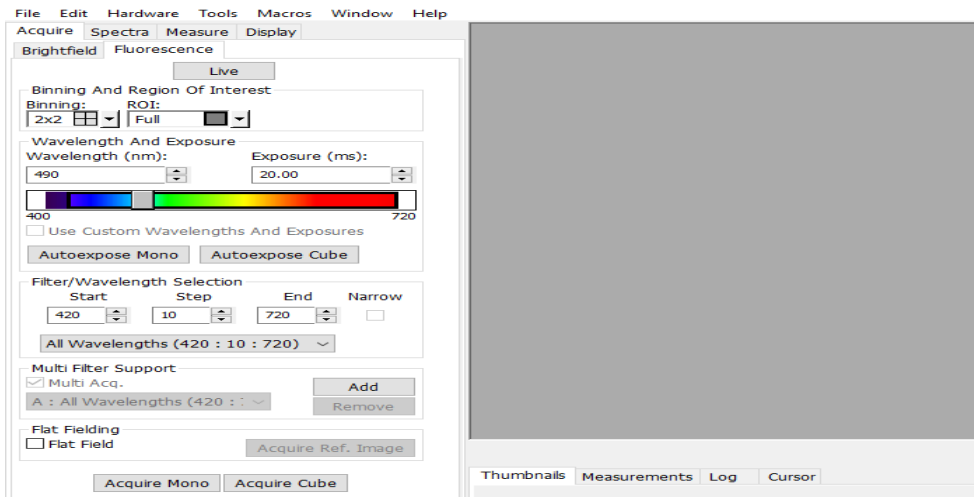 File Edit Hardware Tools Macros Window Help
Acquire Spectra Measure Display
Brightfield Fluorescence
Live
Binning And Region Of Interest
Binning: ROI:
2x2 Full
Wavelength And Exposure
Wavelength (nm): Exposure (ms):
490 20.00
400 720
Use Custom Wavelengths And Exposures
Autoexpose Mono Autoexpose Cube
Filter/Wavelength Selection
Start Step End Narrow
420 10 720
All Wavelengths (420 : 10 : 720)
Multi Filter Support
Multi Acq. Add
A : All Wavelengths (420 : Remove
Flat Fielding
Flat Field Acquire Ref. Image
Acquire Mono Acquire Cube
Thumbnails Measurements Log Cursor